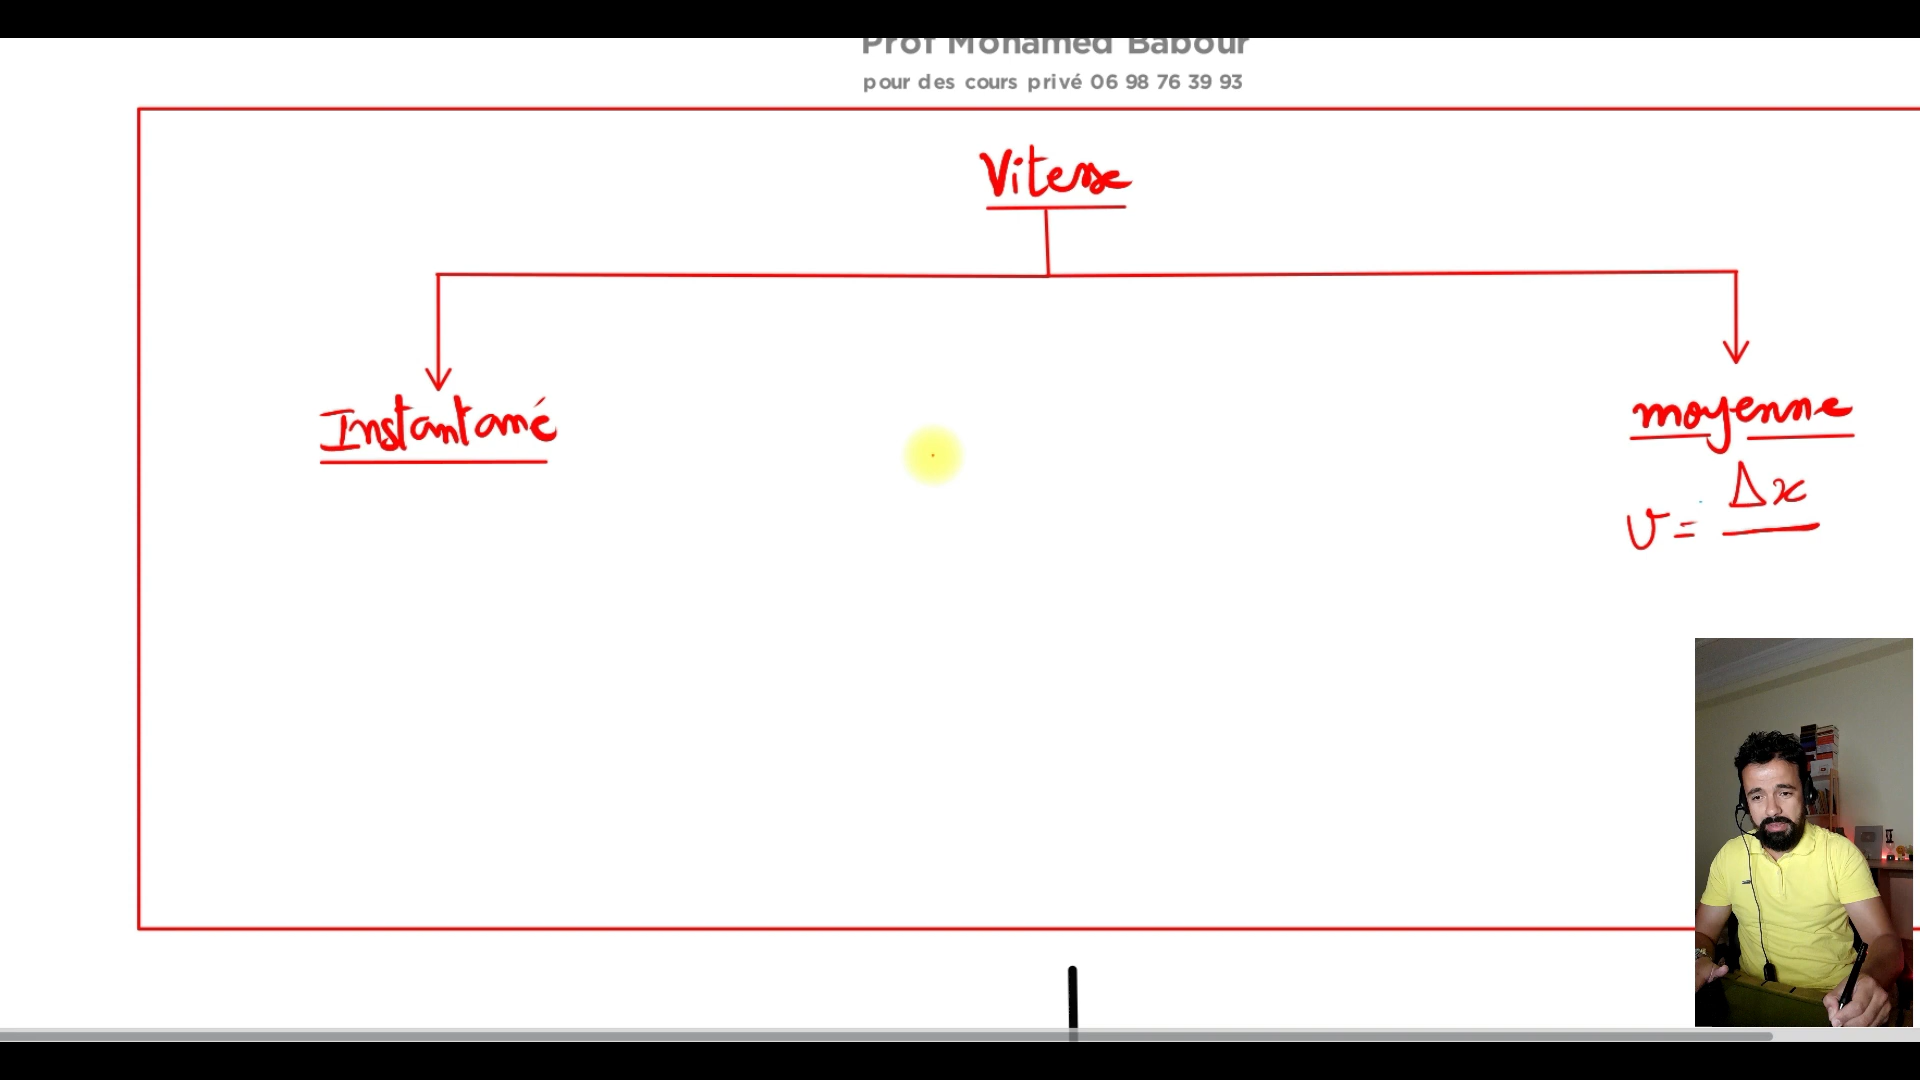 Prof Mohamed Babour
pour des cours privé 06 98 76 39 93
Vitesse
Instantané
moyenne
v = Δx